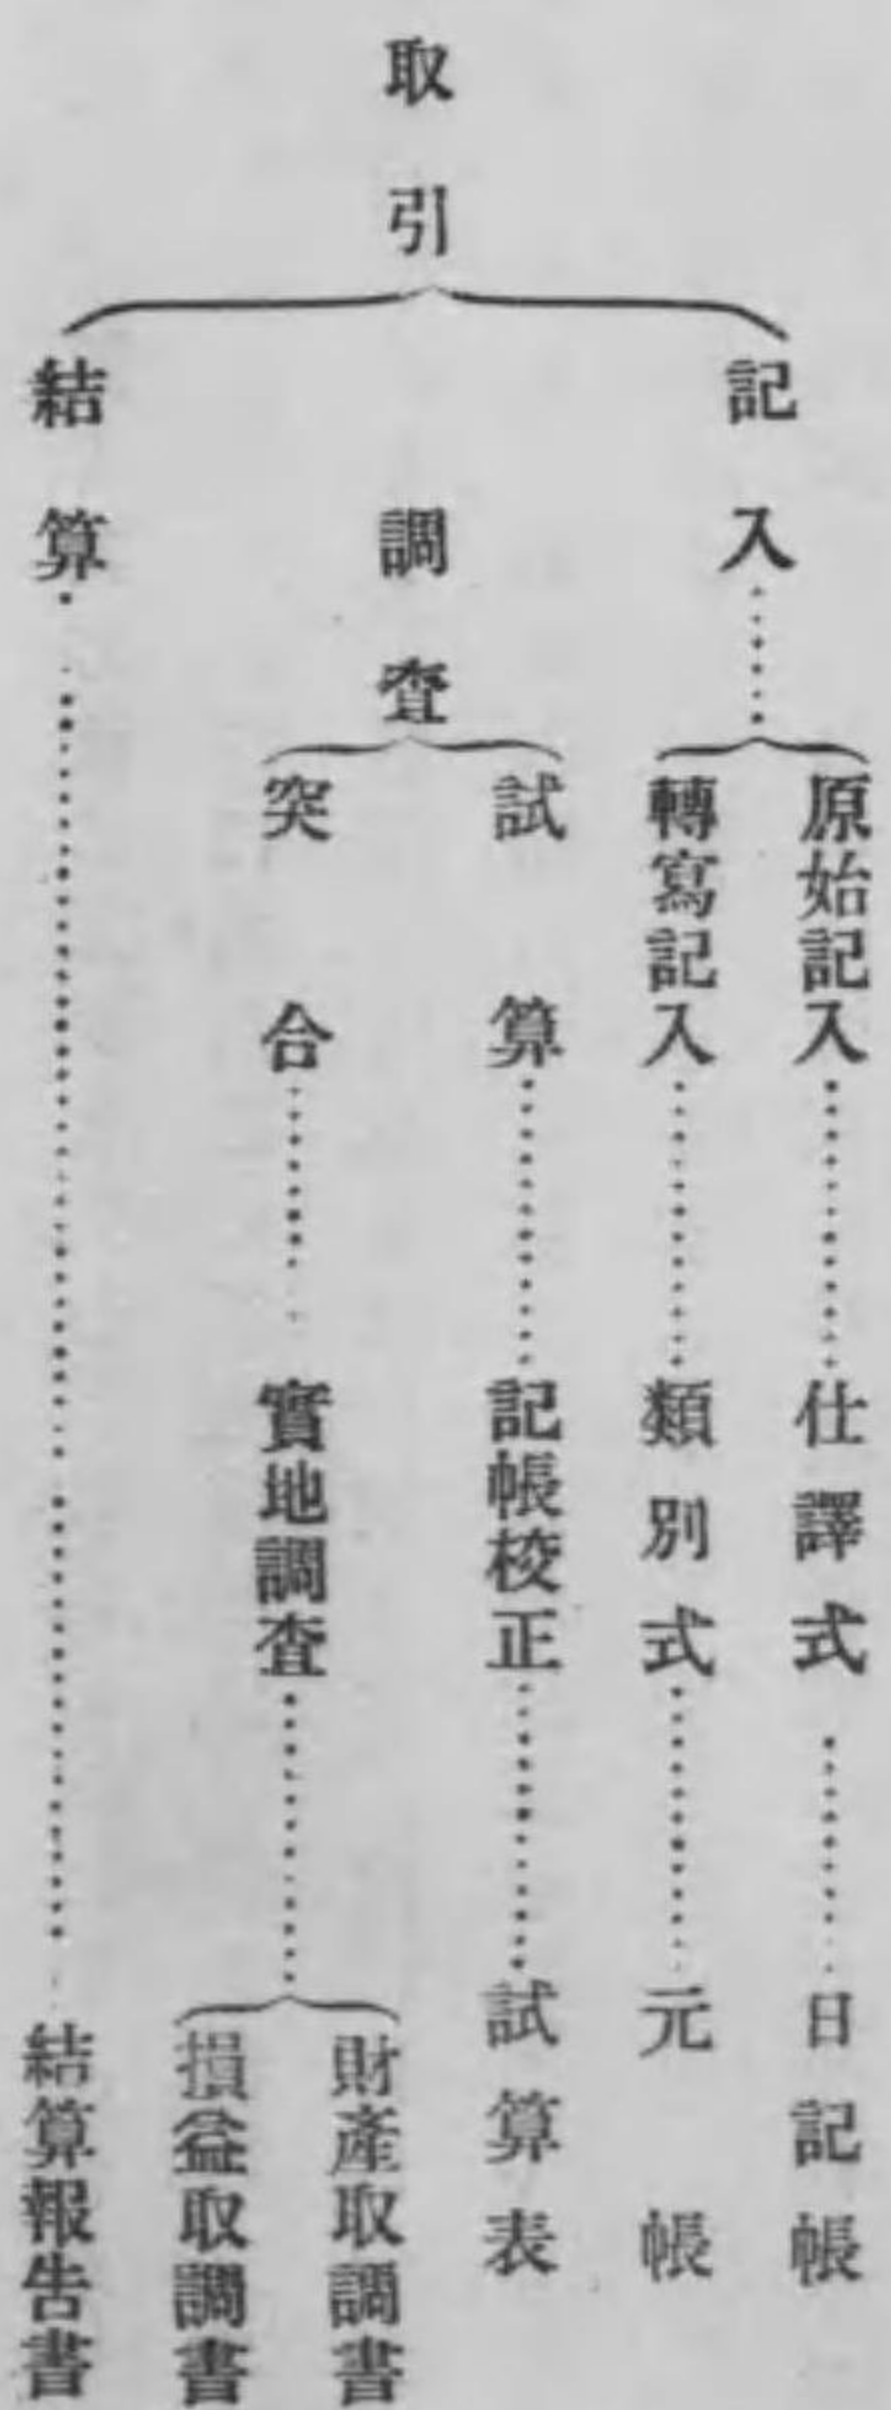 取引
記入
原始記入
仕譯式
日記帳
轉寫記入
類別式
元帳
調査
試算
記帳校正
試算表
突合
實地調査
財產取調書
損益取調書
結算
結算報告書